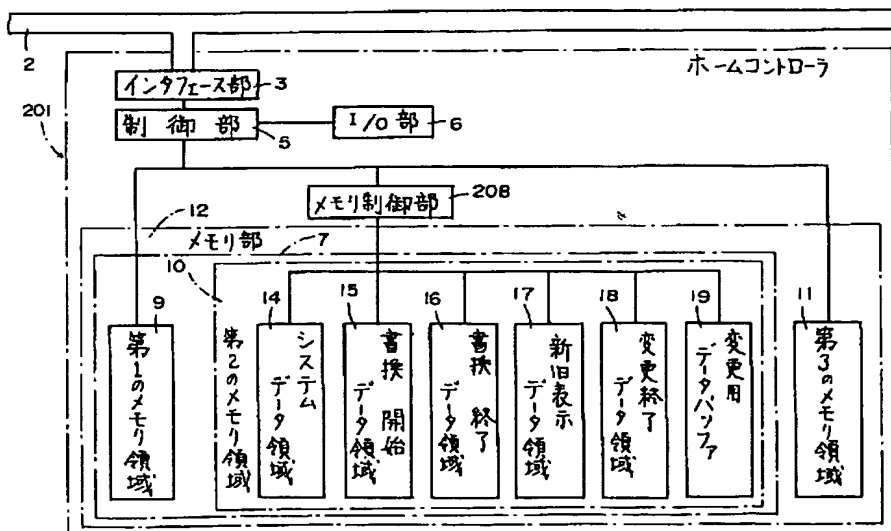 2
ホームコントローラ
インタフェース部
3
201
制御部
5
I/O部
6
メモリ制御部
208
12
メモリ部
7
10
9
14
15
16
17
18
19
11
第1のメモリ領域
第2のメモリ領域
システム
データ領域
書換 開始
データ領域
書換 終了
データ領域
新旧表示
データ領域
変更終了
データ領域
変更用
データバッファ
第3のメモリ領域